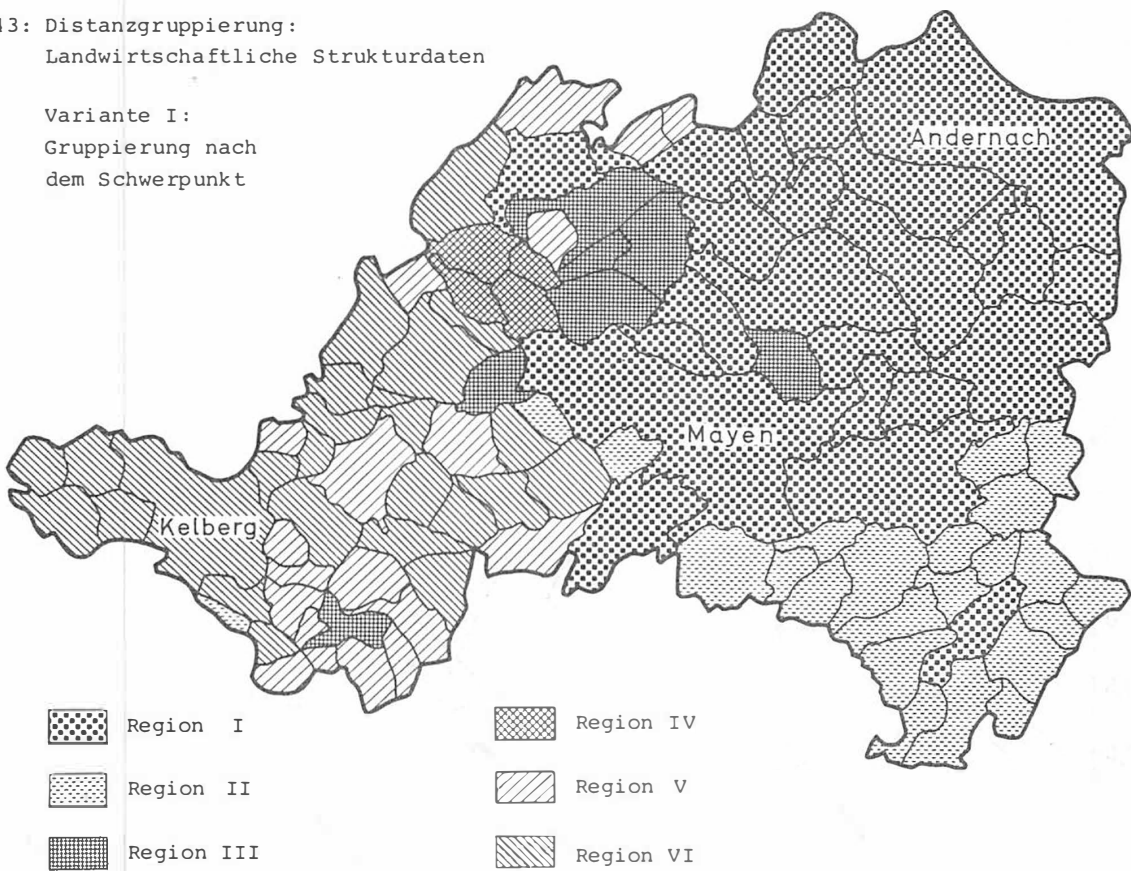 43: Distanzgruppierung:
Landwirtschaftliche Strukturdaten
Variante I:
Gruppierung nach
dem Schwerpunkt
Andernach
Mayen
Kelberg
Region I
Region II
Region III
Region IV
Region V
Region VI